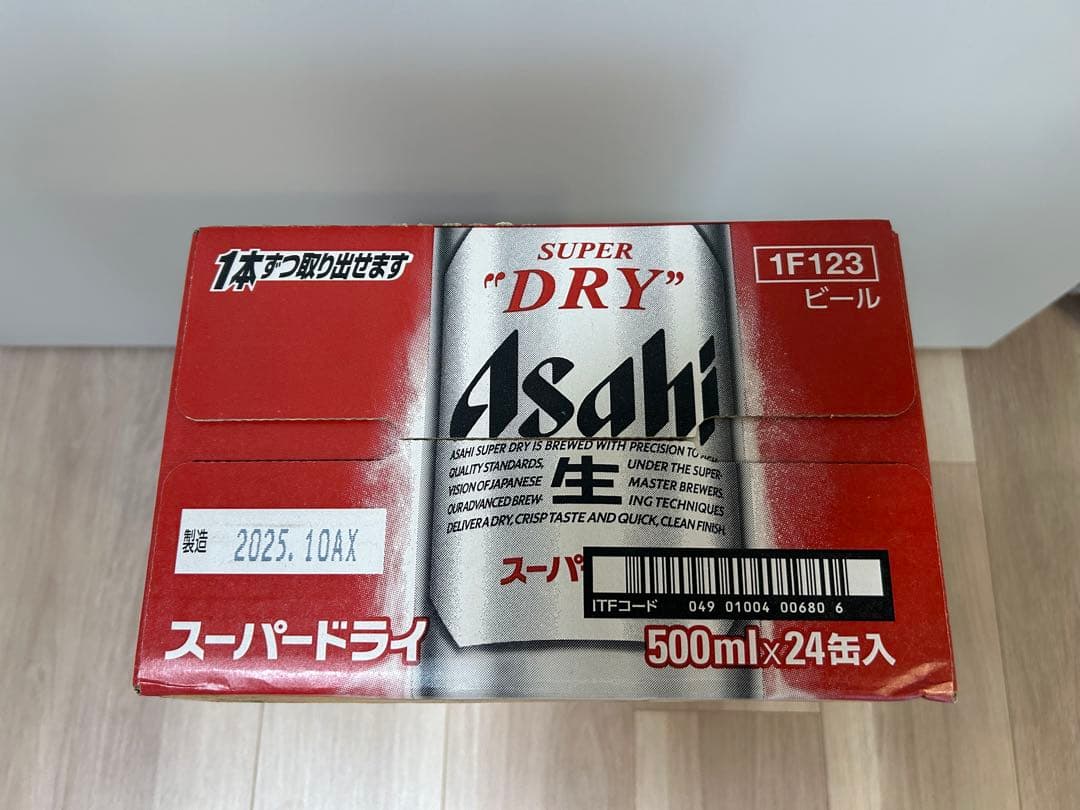 1本ずつ取り出せます
SUPER
"DRY"
1F123
ビール
Asahi
ASAHI SUPER DRY IS BREWED WITH PRECISION TO
QUALITY STANDARDS, UNDER THE SUPER-
VISION OF JAPANESE MASTER BREWERS.
OUR ADVANCED BREW- ING TECHNIQUES
DELIVER A DRY, CRISP TASTE AND QUICK, CLEAN FINISH.
生
製造 2025.10AX
スーパ
ITFコード 049 01004 00680 6
スーパードライ
500ml×24缶入